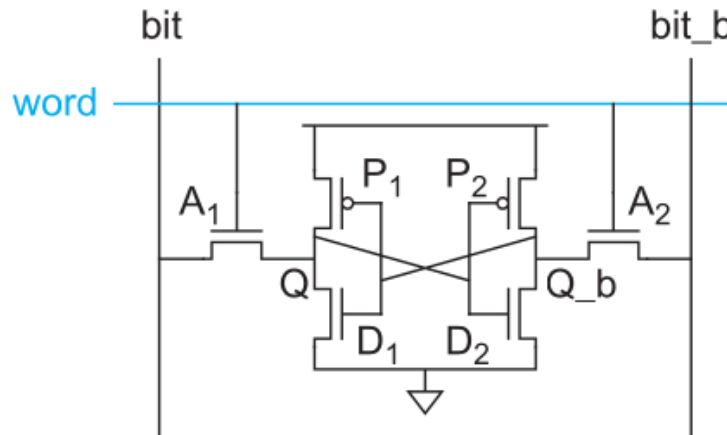 bit bit_b
word
P₁ P₂
A₁ A₂
Q Q_b
D₁ D₂